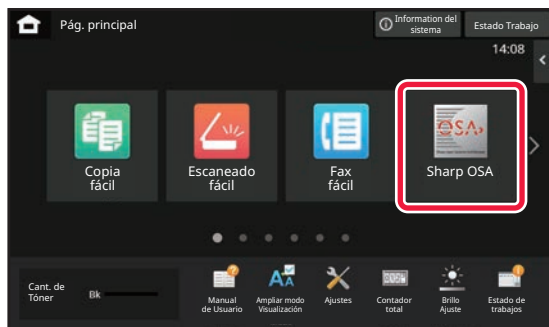 Pág. principal
Information del
sistema
Estado Trabajo
14:08
OSA
Copia
fácil
Escaneado
fácil
Fax
fácil
Sharp OSA
Cant. de
Tóner
Bk
Manual
de Usuario
Ampliar modo
Visualización
Ajustes
Contador
total
Brillo
Ajuste
Estado de
trabajos